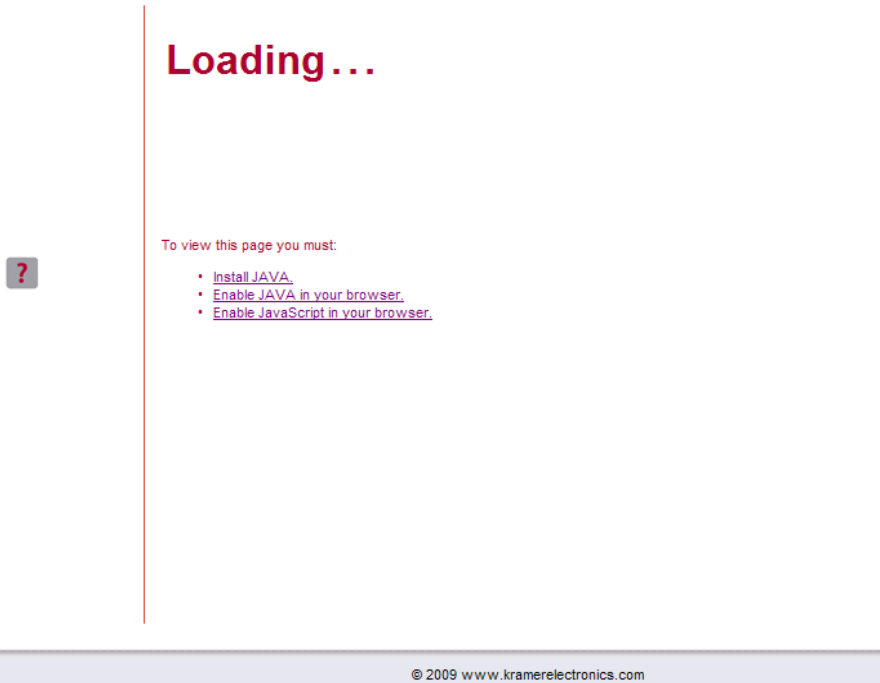 Loading...
To view this page you must:
• Install JAVA.
• Enable JAVA in your browser.
• Enable JavaScript in your browser.
?
© 2009 www.kramerelectronics.com